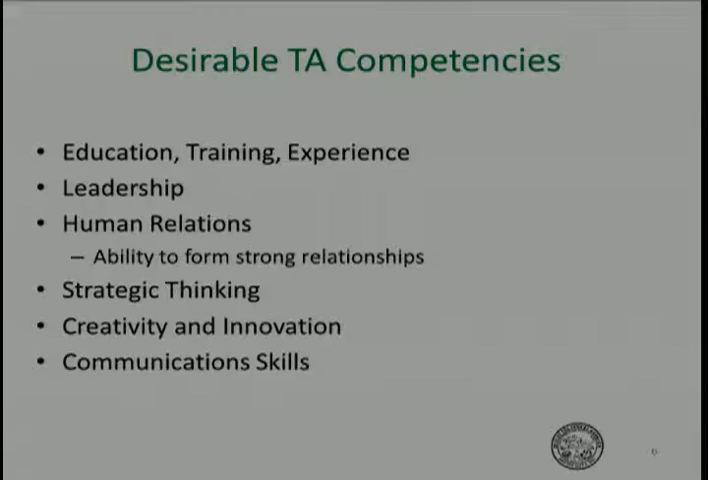 Desirable TA Competencies
• Education, Training, Experience
• Leadership
• Human Relations
– Ability to form strong relationships
• Strategic Thinking
• Creativity and Innovation
• Communications Skills